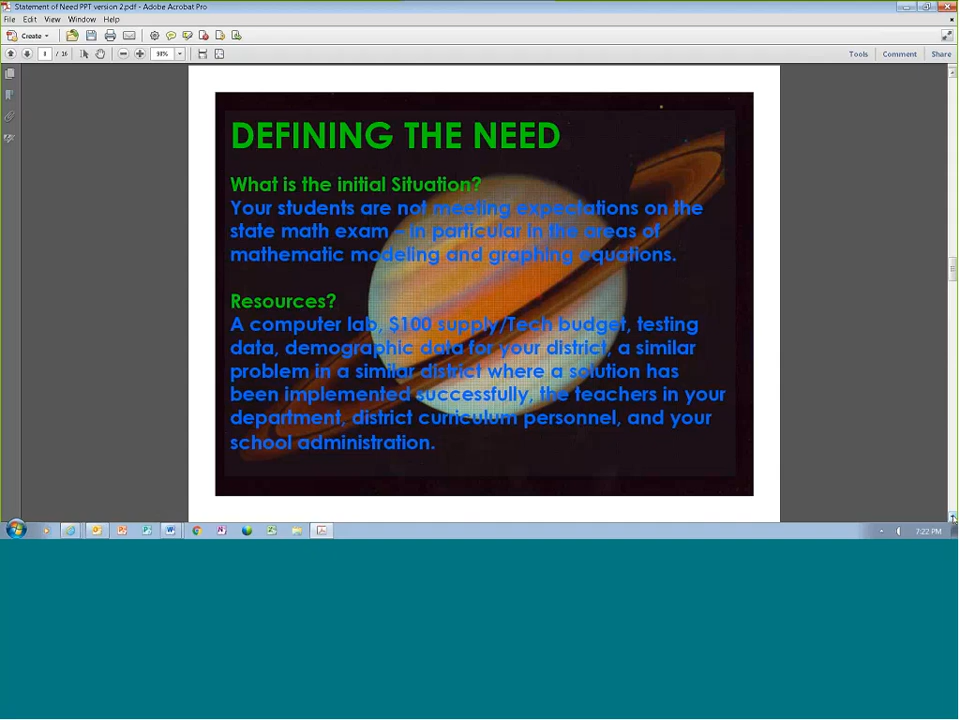 Statement of Need PPT version 2.pdf - Adobe Acrobat Pro
File Edit View Window Help
Create
/ 16
98%
Tools Comment Share
DEFINING THE NEED
What is the initial Situation?
Your students are not meeting expectations on the
state math exam – in particular in the areas of
mathematic modeling and graphing equations.
Resources?
A computer lab, $100 supply/Tech budget, testing
data, demographic data for your district, a similar
problem in a similar district where a solution has
been implemented successfully, the teachers in your
department, district curriculum personnel, and your
school administration.
7:22 PM